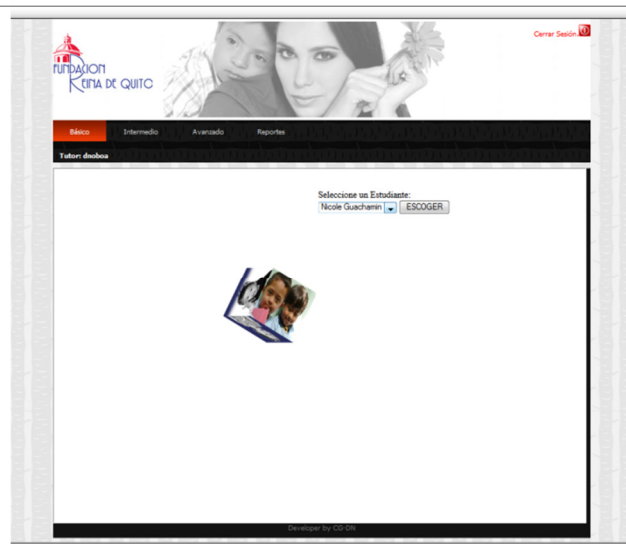 Cerrar Sesión
FUNDACION
REINA DE QUITO
Básico Intermedio Avanzado Reportes
Tutor: dnoboa
Seleccione un Estudiante:
Nicole Guachamin ESCOGER
Developer by CG-DN